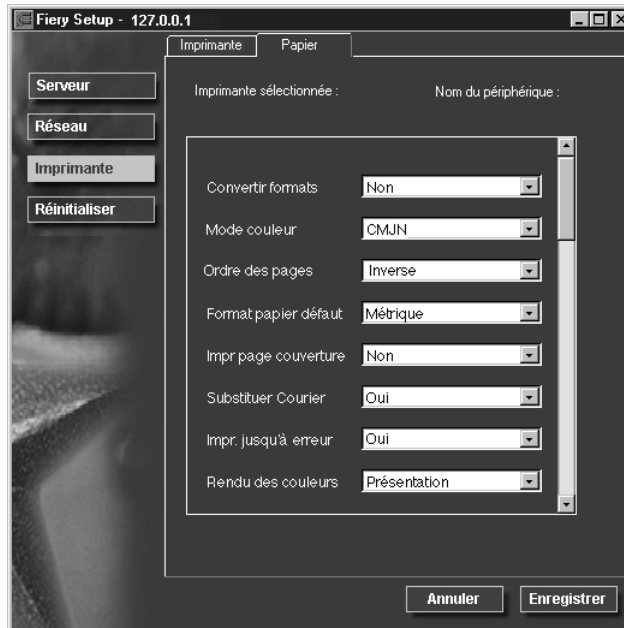 Fiery Setup - 127.0.0.1
Imprimante Papier
Serveur
Réseau
Imprimante
Réinitialiser
Imprimante sélectionnée : Nom du périphérique :
Convertir formats Non
Mode couleur CMJN
Ordre des pages Inverse
Format papier défaut Métrique
Impr page couverture Non
Substituer Courier Oui
Impr. jusqu'à erreur Oui
Rendu des couleurs Présentation
Annuler Enregistrer